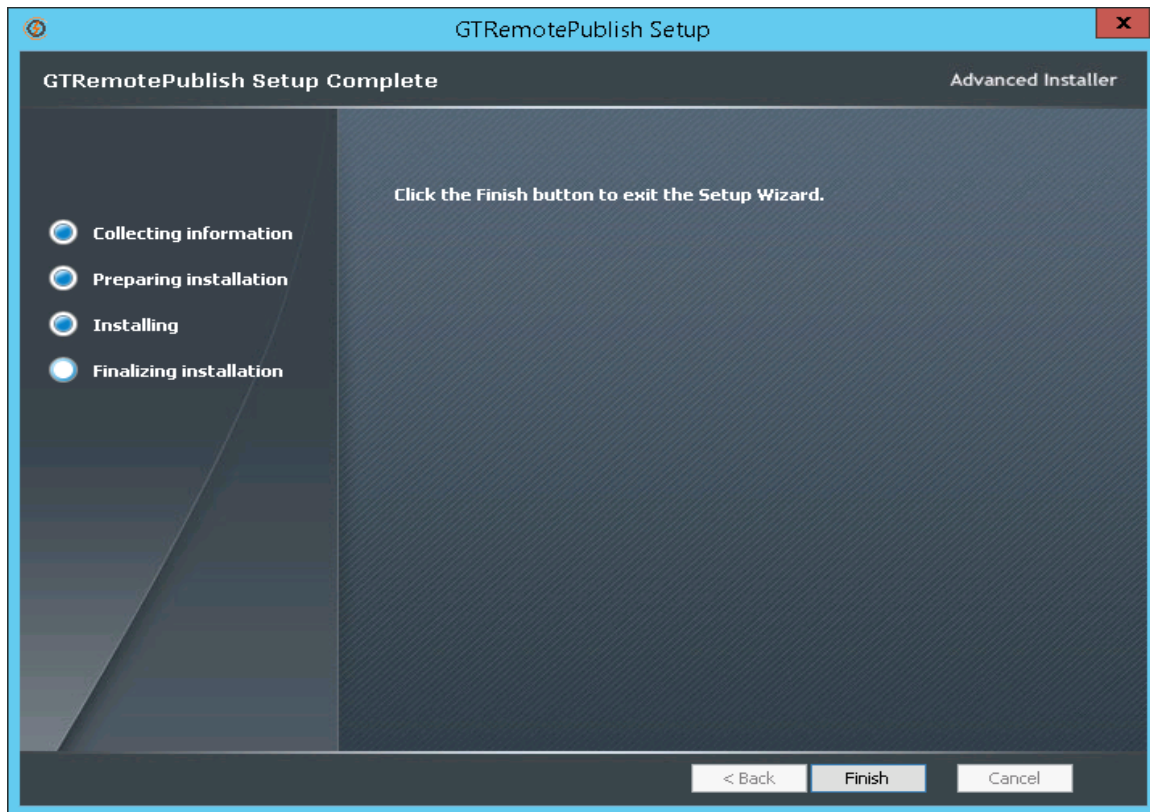 GTRemotePublish Setup
x
GTRemotePublish Setup Complete
Advanced Installer
Click the Finish button to exit the Setup Wizard.
Collecting information
Preparing installation
Installing
Finalizing installation
< Back
Finish
Cancel